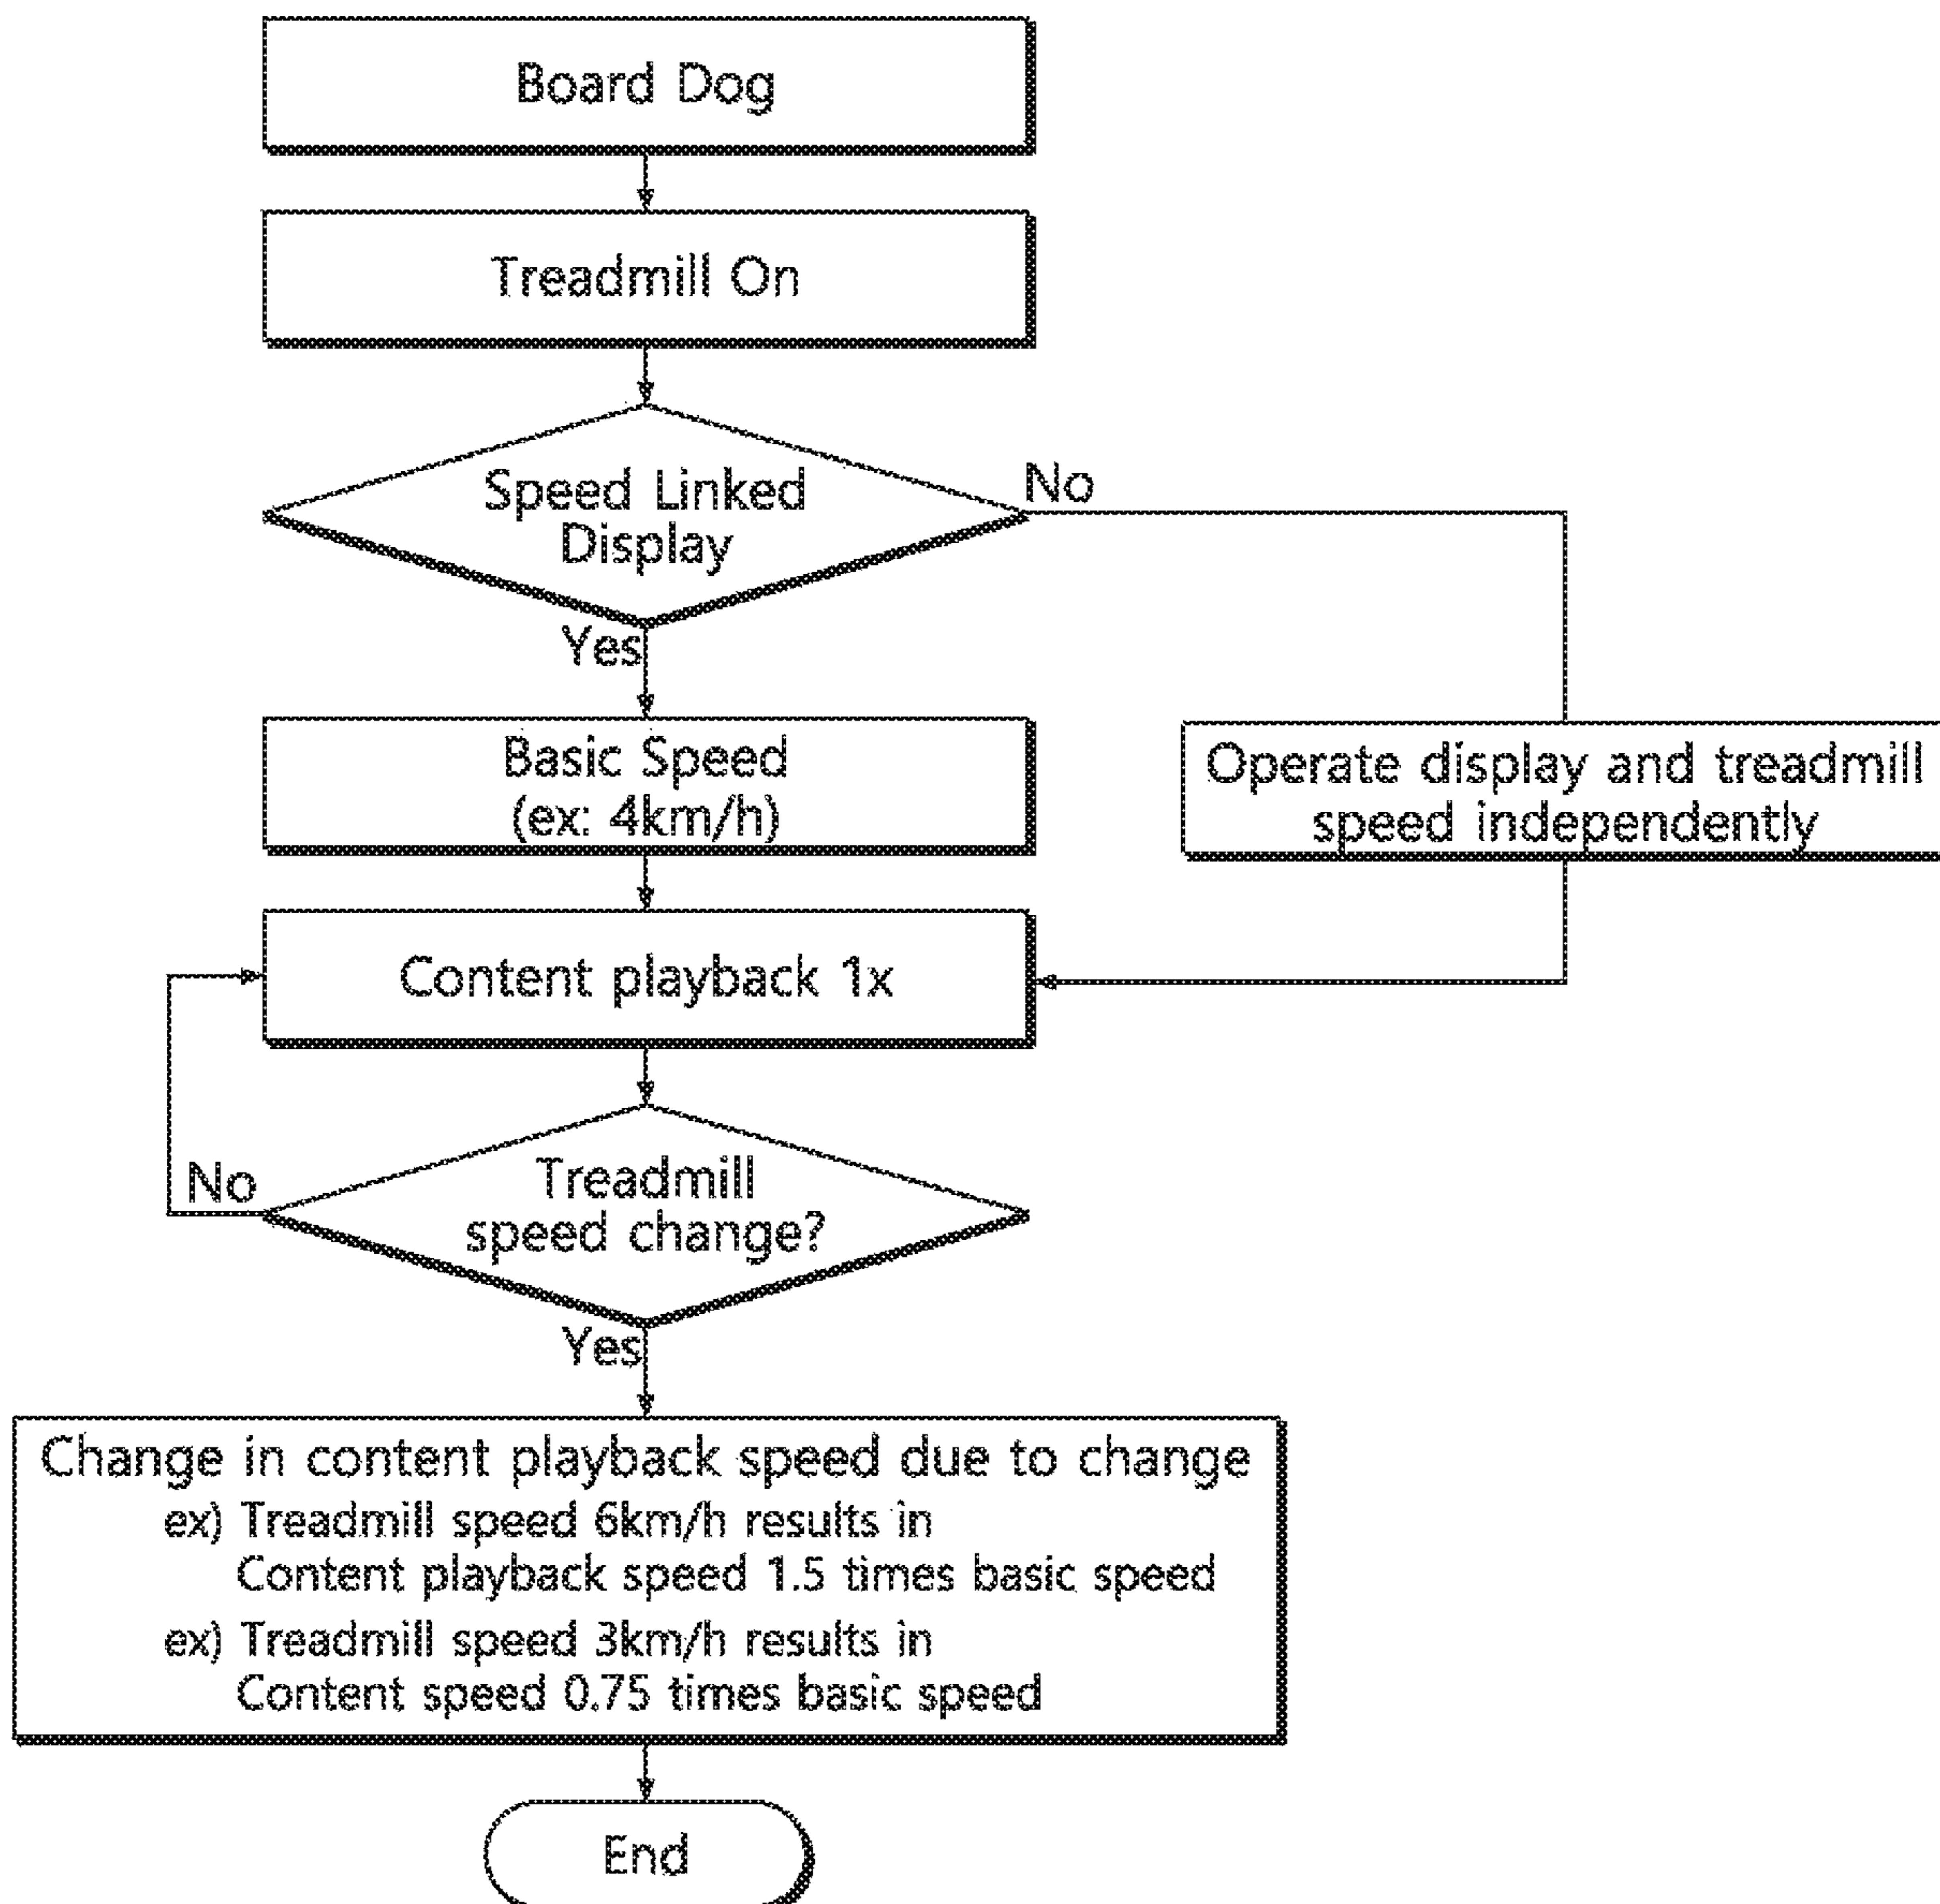 Board Dog
Treadmill On
Speed Linked
Display
No
Yes
Basic Speed
(ex: 4km/h)
Operate display and treadmill
speed independently
Content playback 1x
Treadmill
speed change?
No
Yes
Change in content playback speed due to change
ex) Treadmill speed 6km/h results in
Content playback speed 1.5 times basic speed
ex) Treadmill speed 3km/h results in
Content speed 0.75 times basic speed
End